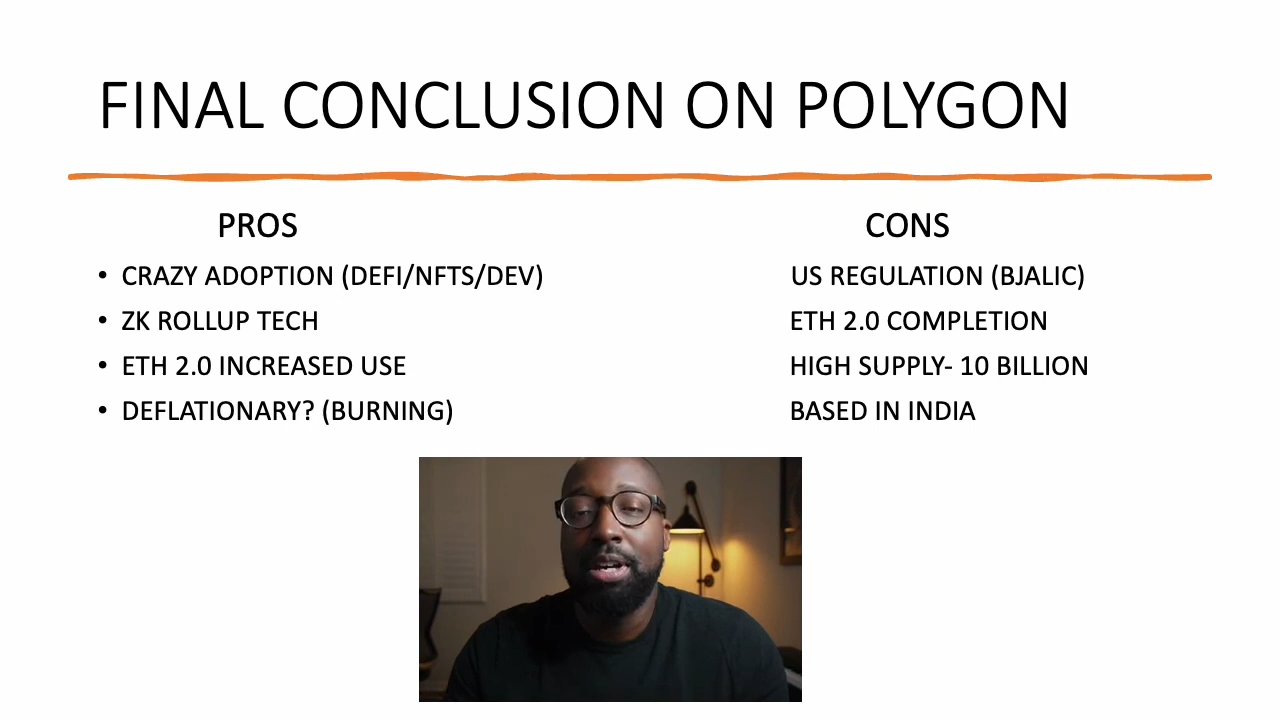 FINAL CONCLUSION ON POLYGON
PROS
• CRAZY ADOPTION (DEFI/NFTS/DEV)
• ZK ROLLUP TECH
• ETH 2.0 INCREASED USE
• DEFLATIONARY? (BURNING)
CONS
US REGULATION (BJALIC)
ETH 2.0 COMPLETION
HIGH SUPPLY- 10 BILLION
BASED IN INDIA